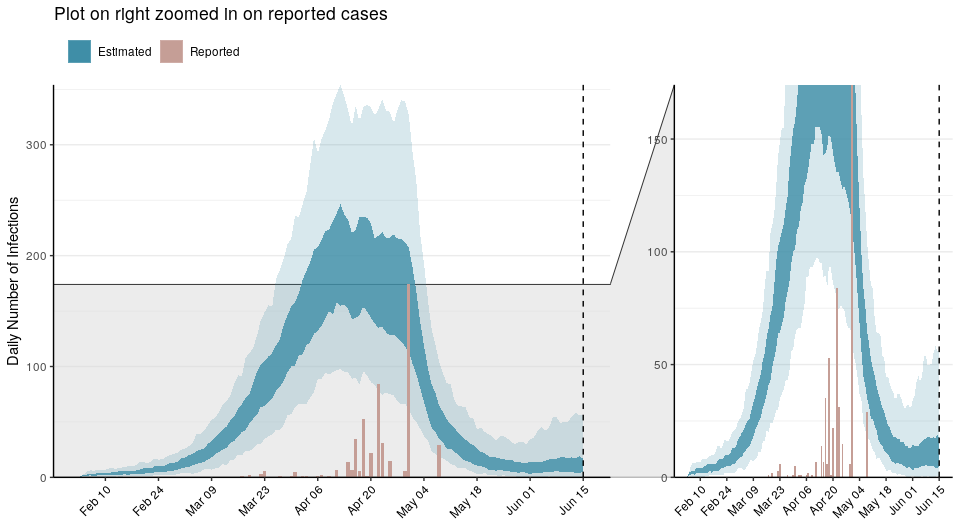 Plot on right zoomed in on reported cases
Estimated Reported
Daily Number of Infections
300
200
100
0
Feb 10 Feb 24 Mar 09 Mar 23 Apr 06 Apr 20 May 04 May 18 Jun 01 Jun 15
150
100
50
0
Feb 10 Feb 24 Mar 09 Mar 23 Apr 06 Apr 20 May 04 May 18 Jun 01 Jun 15